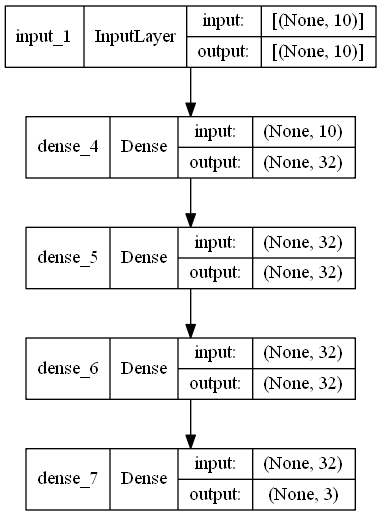 input_1 InputLayer input: [(None, 10)]
output: [(None, 10)]
dense_4 Dense input: (None, 10)
output: (None, 32)
dense_5 Dense input: (None, 32)
output: (None, 32)
dense_6 Dense input: (None, 32)
output: (None, 32)
dense_7 Dense input: (None, 32)
output: (None, 3)